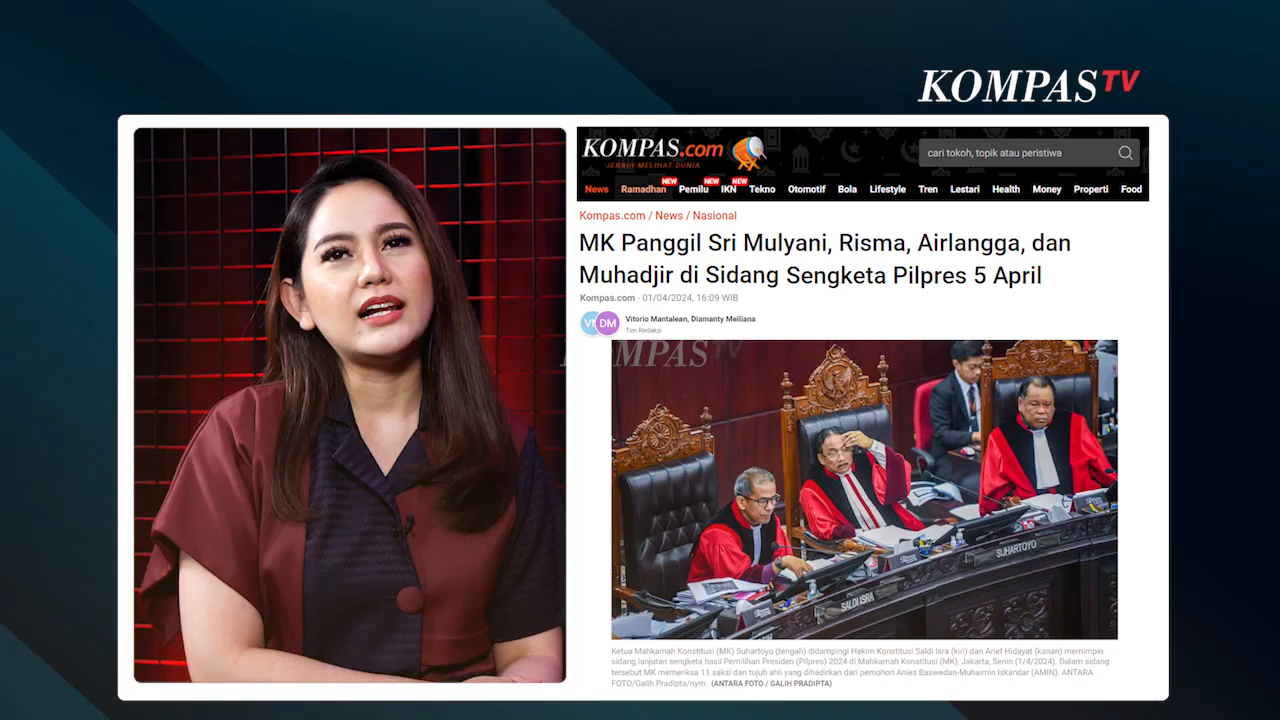 KOMPAS TV
KOMPAS.com
JERNIH MELIHAT DUNIA
cari tokoh, topik atau peristiwa
NEW NEW NEW
News Ramadhan Pemilu IKN Tekno Otomotif Bola Lifestyle Tren Lestari Health Money Properti Food
Kompas.com / News / Nasional
MK Panggil Sri Mulyani, Risma, Airlangga, dan
Muhadjir di Sidang Sengketa Pilpres 5 April
Kompas.com - 01/04/2024, 16:09 WIB
VM DM
Vitorio Mantalean, Diamanty Meiliana
Tim Redaksi
KOMPAS TV
SUHARTOYO
SALDI ISRA
Ketua Mahkamah Konstitusi (MK) Suhartoyo (tengah) didampingi Hakim Konstitusi Saldi Isra (kiri) dan Arief Hidayat (kanan) memimpin
sidang lanjutan sengketa hasil Pemilihan Presiden (Pilpres) 2024 di Mahkamah Konstitusi (MK), Jakarta, Senin (1/4/2024). Dalam sidang
tersebut MK memeriksa 11 saksi dan tujuh ahli yang dihadirkan dari pemohon Anies Baswedan-Muhaimin Iskandar (AMIN). ANTARA
FOTO/Galih Pradipta/nym. (ANTARA FOTO / GALIH PRADIPTA)